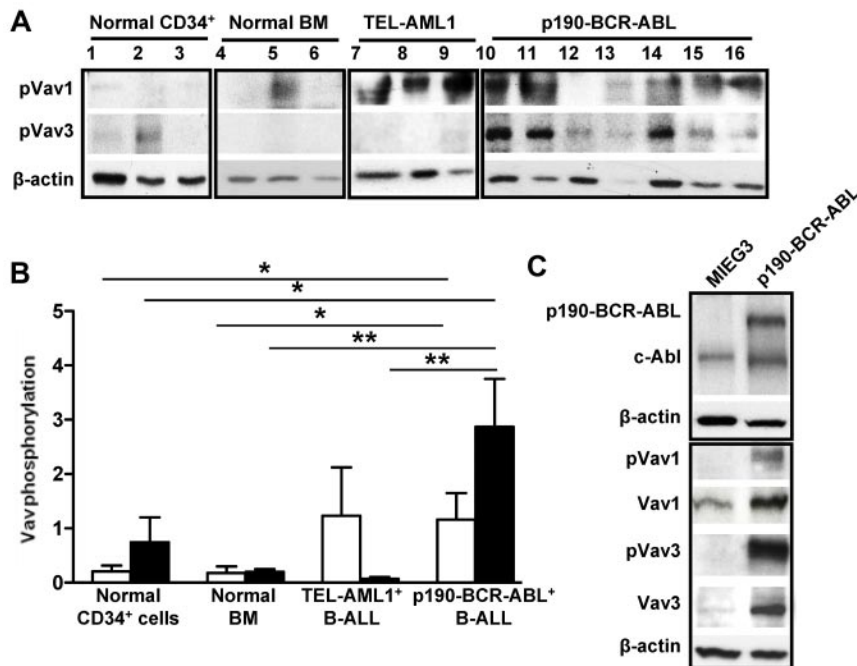 A
Normal CD34⁺ Normal BM TEL-AML1 p190-BCR-ABL
1 2 3 4 5 6 7 8 9 10 11 12 13 14 15 16
pVav1
pVav3
β-actin
B
* 
*
*
**
**
Vav phosphorylation
5
4
3
2
1
0
Normal CD34⁺ cells
Normal BM
TEL-AML1⁺ B-ALL
p190-BCR-ABL⁺ B-ALL
C
MIEG3
p190-BCR-ABL
p190-BCR-ABL
c-Abl
β-actin
pVav1
Vav1
pVav3
Vav3
β-actin